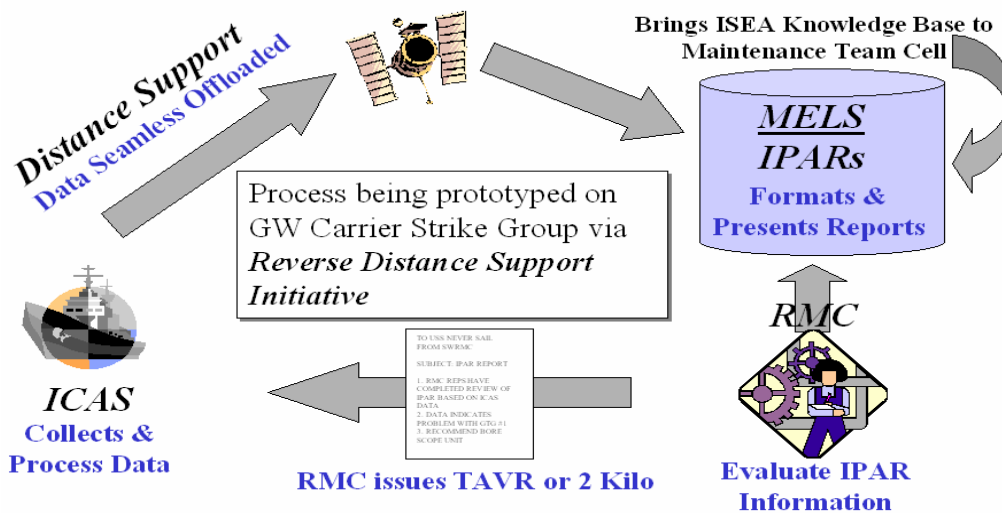 Distance Support
Data Seamless Offloaded
Brings ISEA Knowledge Base to
Maintenance Team Cell
MELS
IPARs
Formats &
Presents Reports
Process being prototyped on
GW Carrier Strike Group via
Reverse Distance Support
Initiative
ICAS
Collects &
Process Data
TO USS NEVER SAIL
FROM SWRMC
SUBJECT: IPAR REPORT
1. RMC REPS HAVE
COMPLETED REVIEW OF
IPAR BASED ON ICAS
DATA
2. DATA INDICATES
PROBLEM WITH GTG #1
3. RECOMMEND BORE
SCOPE UNIT
RMC issues TAVR or 2 Kilo
RMC
Evaluate IPAR
Information